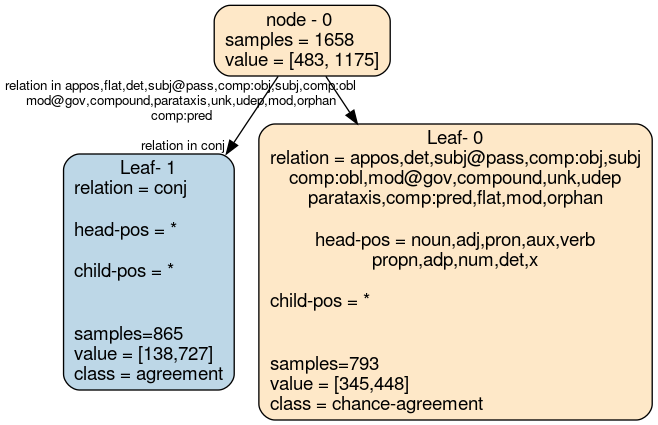 node - 0
samples = 1658
value = [483, 1175]
relation in appos,flat,det,subj@pass,comp:obj,subj,comp:obl
mod@gov,compound,parataxis,unk,udep,mod,orphan
comp:pred
relation in conj
Leaf- 1
relation = conj
head-pos = *
child-pos = *
samples=865
value = [138,727]
class = agreement
Leaf- 0
relation = appos,det,subj@pass,comp:obj,subj
comp:obl,mod@gov,compound,unk,udep
parataxis,comp:pred,flat,mod,orphan
head-pos = noun,adj,pron,aux,verb
propn,adp,num,det,x
child-pos = *
samples=793
value = [345,448]
class = chance-agreement